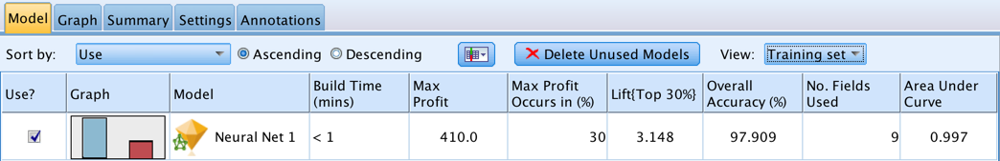 Model Graph Summary Settings Annotations
Sort by: Use Ascending Descending Delete Unused Models View: Training set
Use? Graph Model Build Time (mins) Max Profit Max Profit Occurs in (%) Lift{Top 30%} Overall Accuracy (%) No. Fields Used Area Under Curve
Neural Net 1 < 1 410.0 30 3.148 97.909 9 0.997